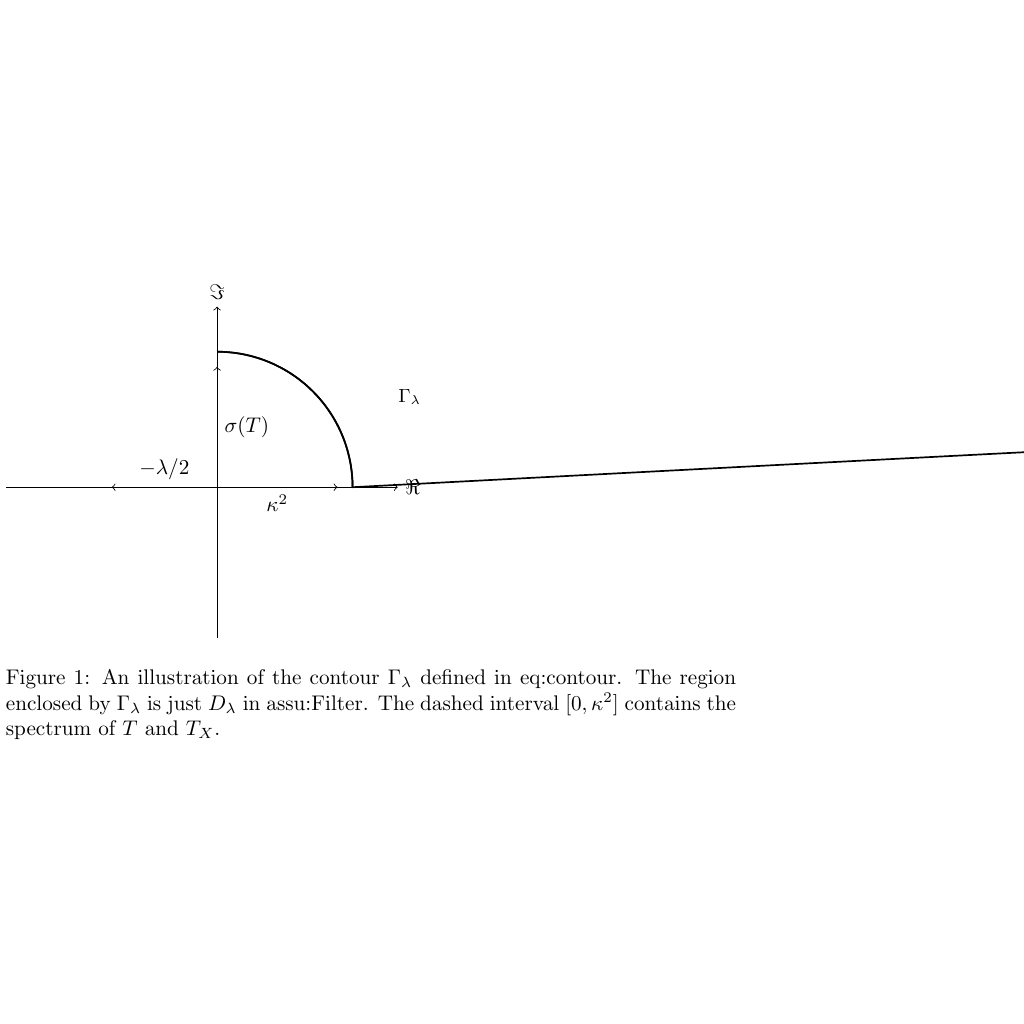 ℑ
Γ_λ
σ(T)
−λ/2
ℜ
κ²
Figure 1: An illustration of the contour Γ_λ defined in eq:contour. The region
enclosed by Γ_λ is just D_λ in assu:Filter. The dashed interval [0, κ²] contains the
spectrum of T and T_X.